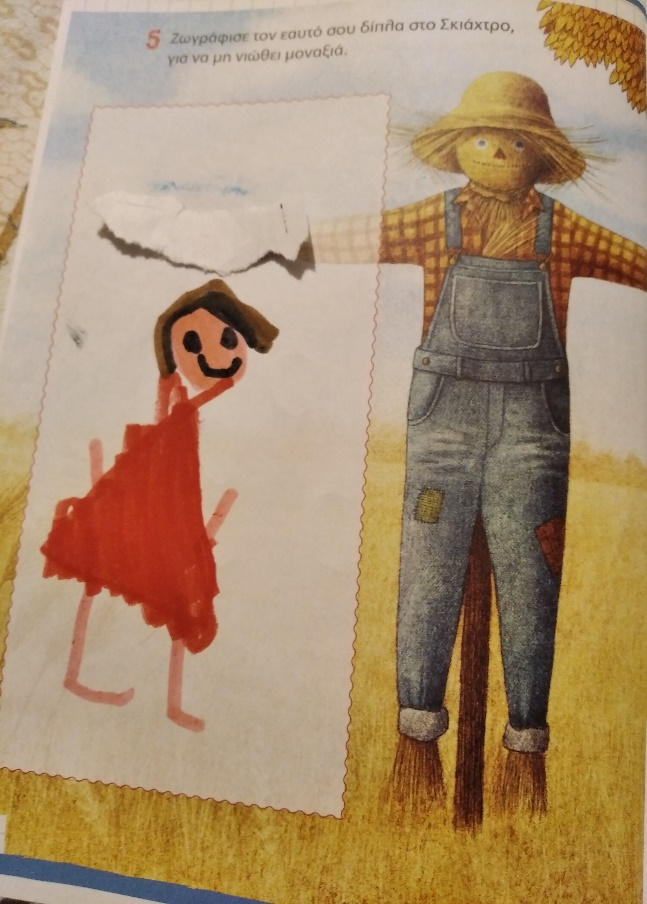 5 Ζωγράφισε τον εαυτό σου δίπλα στο Σκιάχτρο,
για να μη νιώθει μοναξιά.